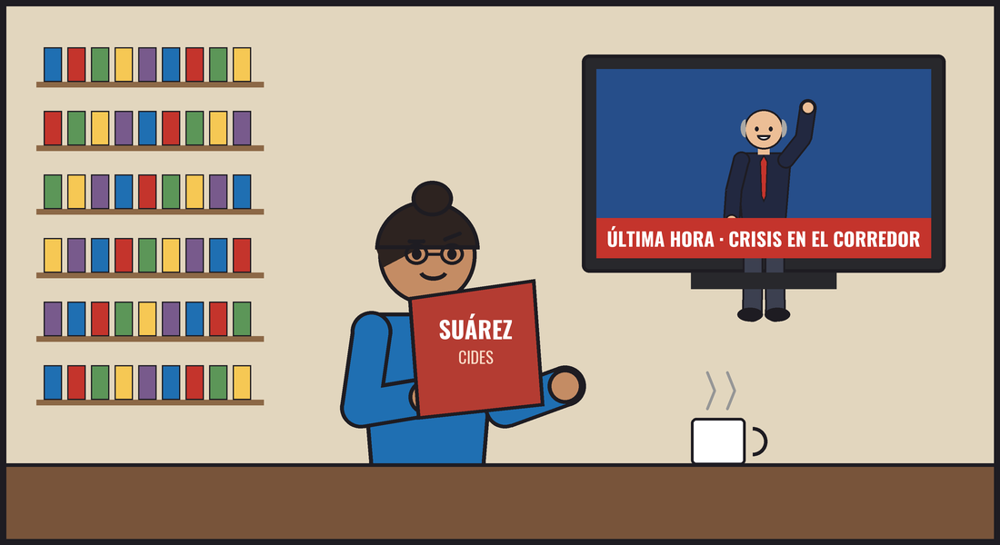 ÚLTIMA HORA · CRISIS EN EL CORREDOR
SUÁREZ
CIDES